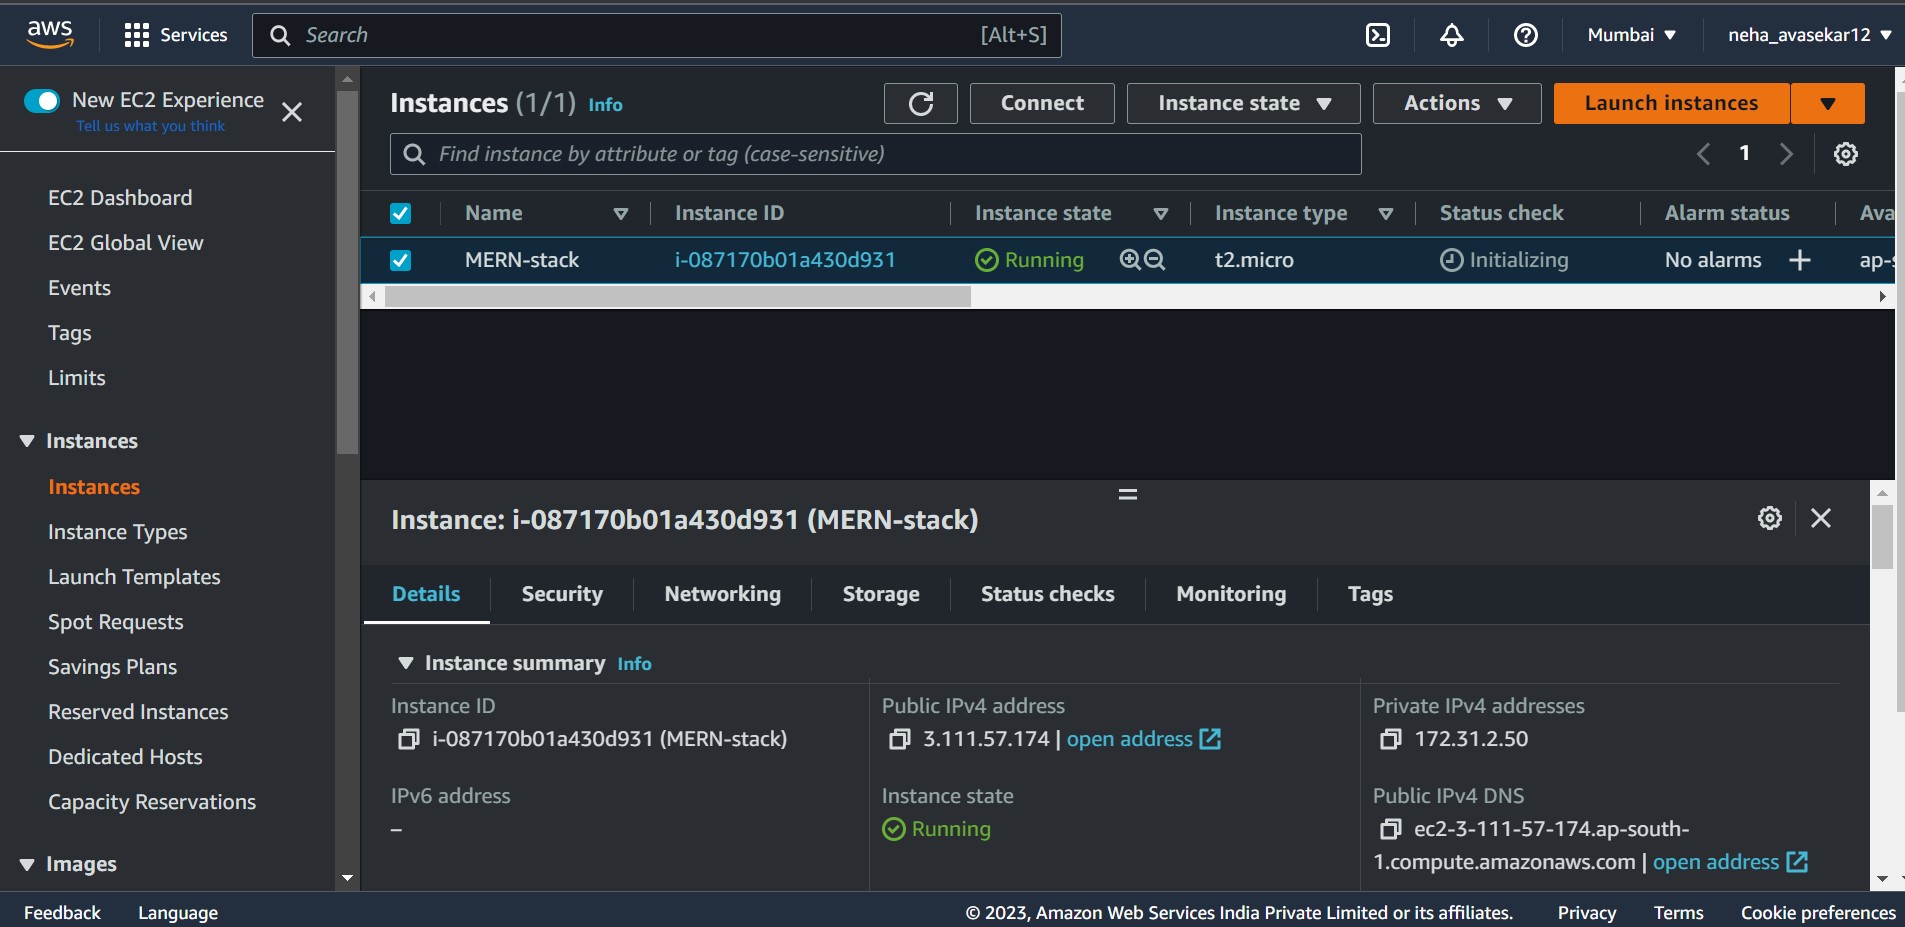 aws Services Search [Alt+S] Mumbai neha_avasekar12
New EC2 Experience
Tell us what you think
EC2 Dashboard
EC2 Global View
Events
Tags
Limits
Instances
Instances
Instance Types
Launch Templates
Spot Requests
Savings Plans
Reserved Instances
Dedicated Hosts
Capacity Reservations
Images
Instances (1/1) Info Connect Instance state Actions Launch instances
Find instance by attribute or tag (case-sensitive) 1
Name Instance ID Instance state Instance type Status check Alarm status Ava
MERN-stack i-087170b01a430d931 Running t2.micro Initializing No alarms + ap-s
Instance: i-087170b01a430d931 (MERN-stack)
Details Security Networking Storage Status checks Monitoring Tags
Instance summary Info
Instance ID
i-087170b01a430d931 (MERN-stack)
Public IPv4 address
3.111.57.174 | open address
Private IPv4 addresses
172.31.2.50
IPv6 address
–
Instance state
Running
Public IPv4 DNS
ec2-3-111-57-174.ap-south-
1.compute.amazonaws.com | open address
Feedback Language © 2023, Amazon Web Services India Private Limited or its affiliates. Privacy Terms Cookie preferences